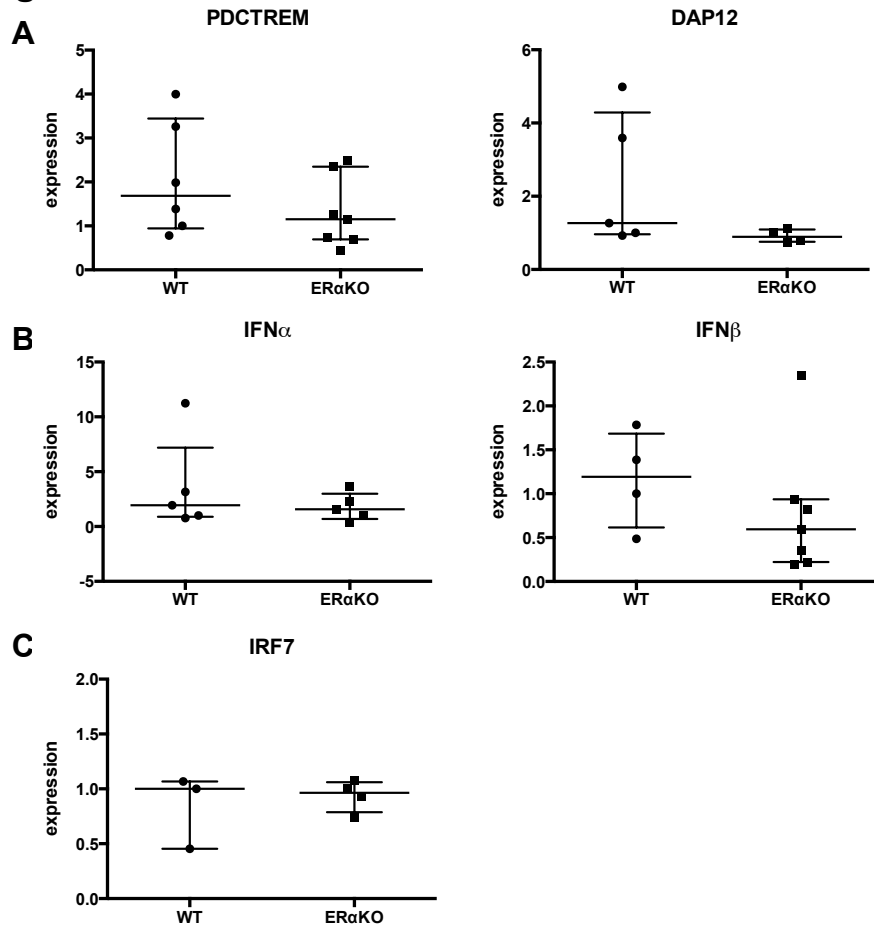 A
PDCTREM
expression
5
4
3
2
1
0
WT
ERαKO
DAP12
expression
6
4
2
0
WT
ERαKO
B
IFNα
expression
15
10
5
0
-5
WT
ERαKO
IFNβ
expression
2.5
2.0
1.5
1.0
0.5
0.0
WT
ERαKO
C
IRF7
expression
2.0
1.5
1.0
0.5
0.0
WT
ERαKO